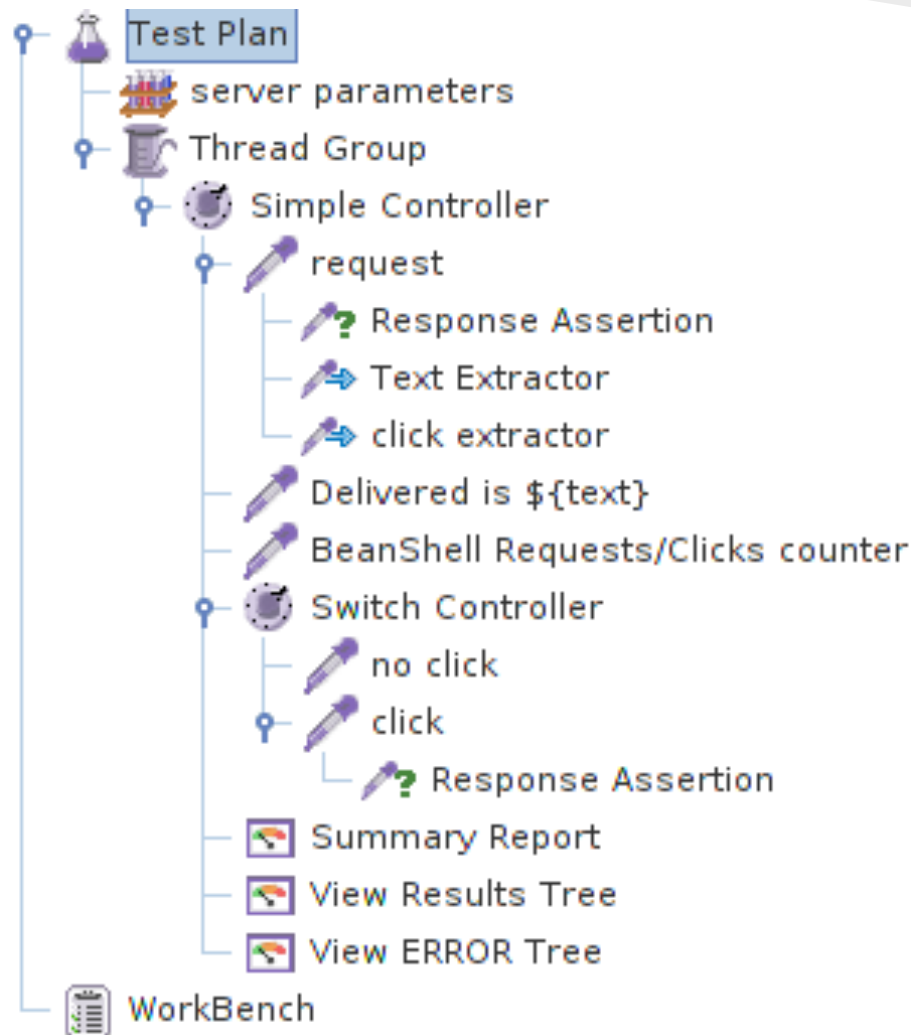 Test Plan
server parameters
Thread Group
Simple Controller
request
Response Assertion
Text Extractor
click extractor
Delivered is ${text}
BeanShell Requests/Clicks counter
Switch Controller
no click
click
Response Assertion
Summary Report
View Results Tree
View ERROR Tree
WorkBench